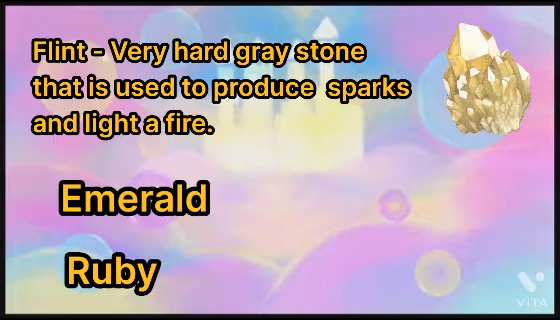 Flint - Very hard gray stone
that is used to produce sparks
and light a fire.
Emerald
Ruby
VITA